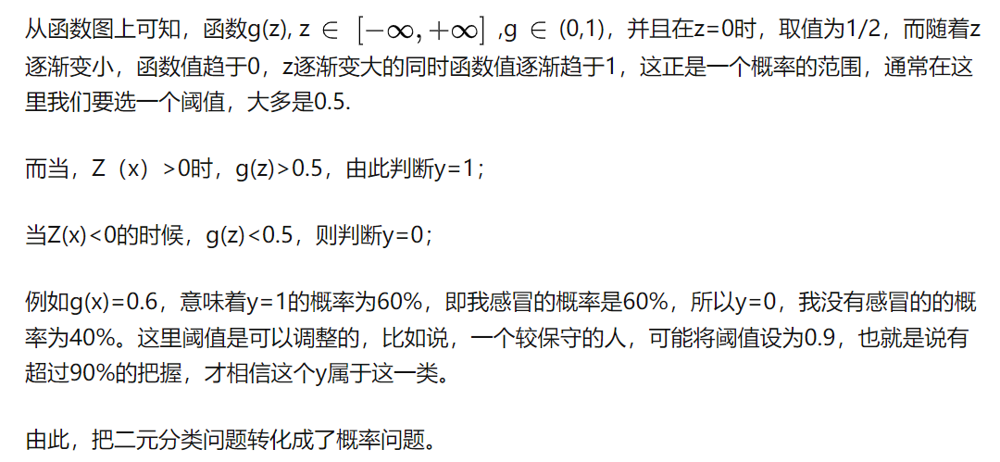 从函数图上可知，函数g(z), z ∈ [−∞,+∞] ,g ∈ (0,1)，并且在z=0时，取值为1/2，而随着z
逐渐变小，函数值趋于0，z逐渐变大的同时函数值逐渐趋于1，这正是一个概率的范围，通常在这
里我们要选一个阈值，大多是0.5.
而当，Z（x）>0时，g(z)>0.5，由此判断y=1；
当Z(x)<0的时候，g(z)<0.5，则判断y=0；
例如g(x)=0.6，意味着y=1的概率为60%，即我感冒的概率是60%，所以y=0，我没有感冒的的概
率为40%。这里阈值是可以调整的，比如说，一个较保守的人，可能将阈值设为0.9，也就是说有
超过90%的把握，才相信这个y属于这一类。
由此，把二元分类问题转化成了概率问题。